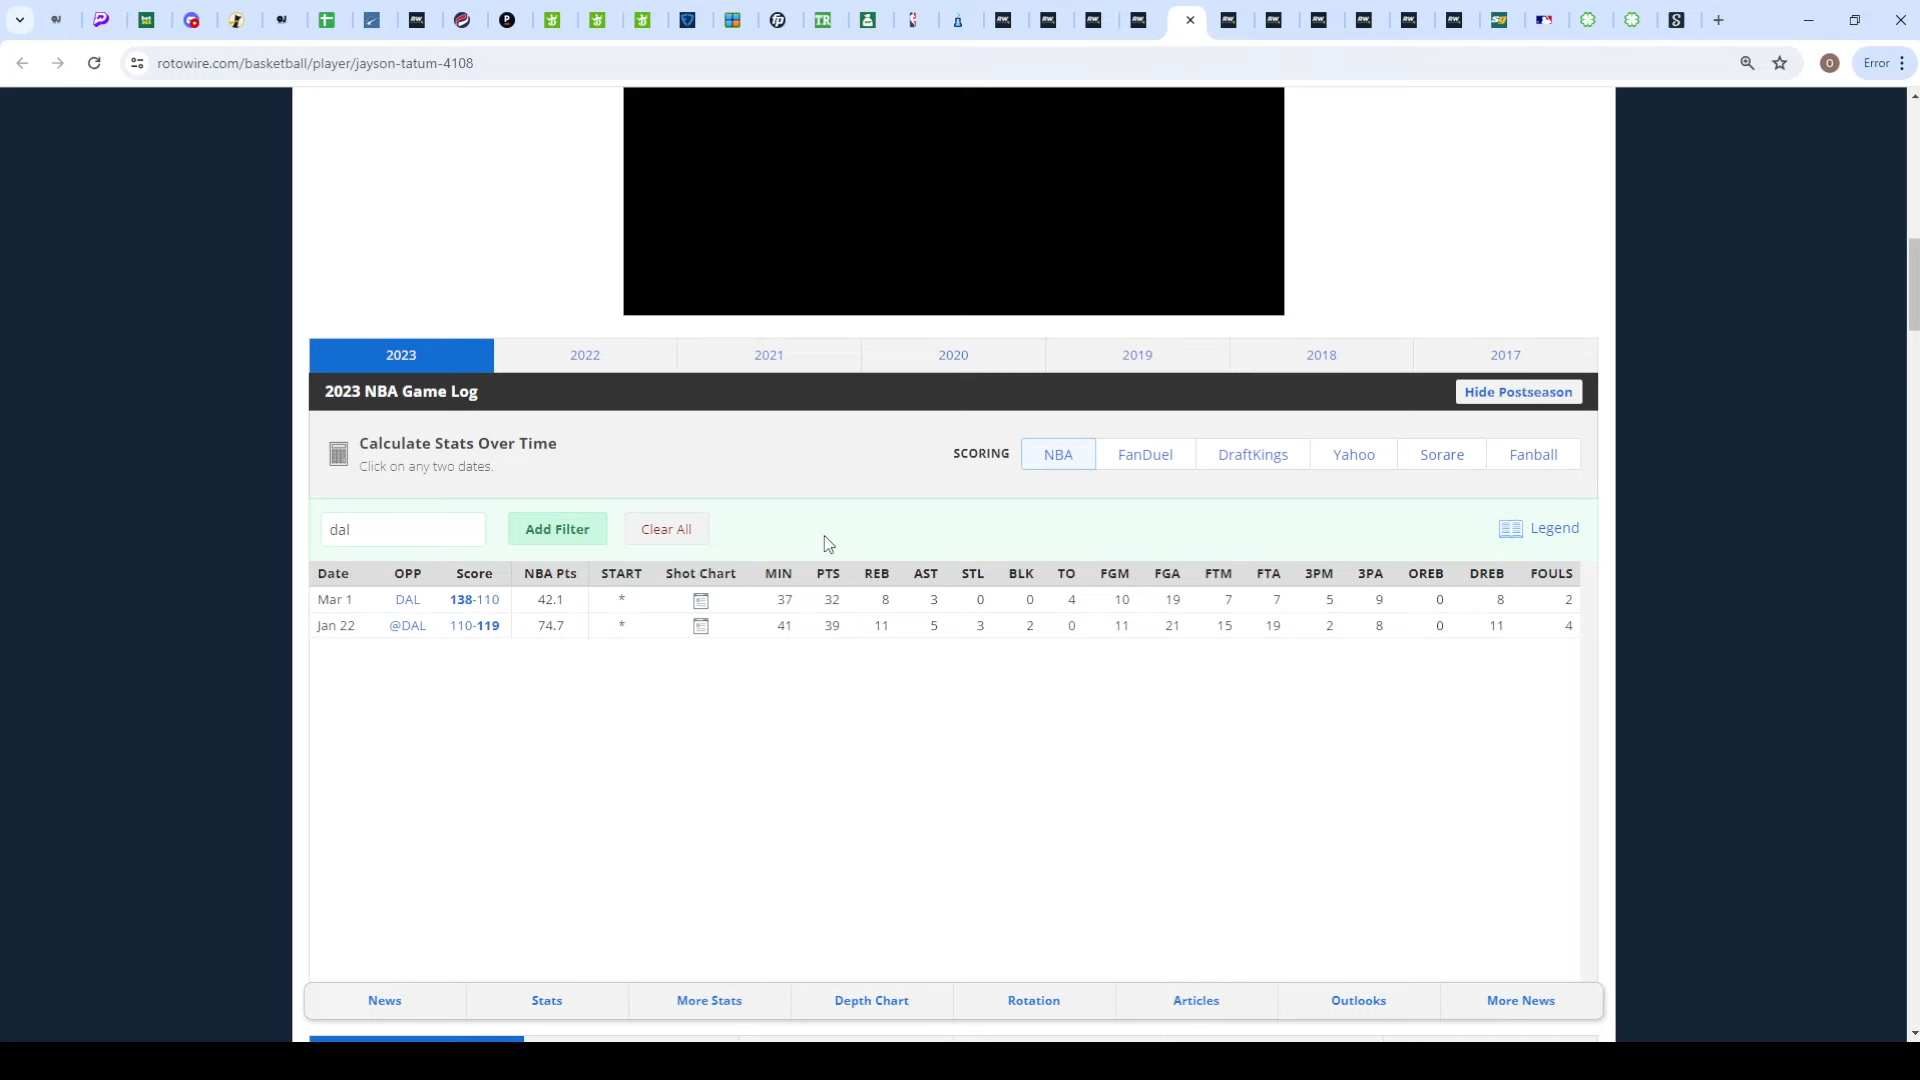 rotowire.com/basketball/player/jayson-tatum-4108
O
Error
2023 2022 2021 2020 2019 2018 2017
2023 NBA Game Log Hide Postseason
Calculate Stats Over Time
Click on any two dates.
SCORING NBA FanDuel DraftKings Yahoo Sorare Fanball
dal Add Filter Clear All Legend
Date OPP Score NBA Pts START Shot Chart MIN PTS REB AST STL BLK TO FGM FGA FTM FTA 3PM 3PA OREB DREB FOULS
Mar 1 DAL 138-110 42.1 * 37 32 8 3 0 0 4 10 19 7 7 5 9 0 8 2
Jan 22 @DAL 110-119 74.7 * 41 39 11 5 3 2 0 11 21 15 19 2 8 0 11 4
News Stats More Stats Depth Chart Rotation Articles Outlooks More News